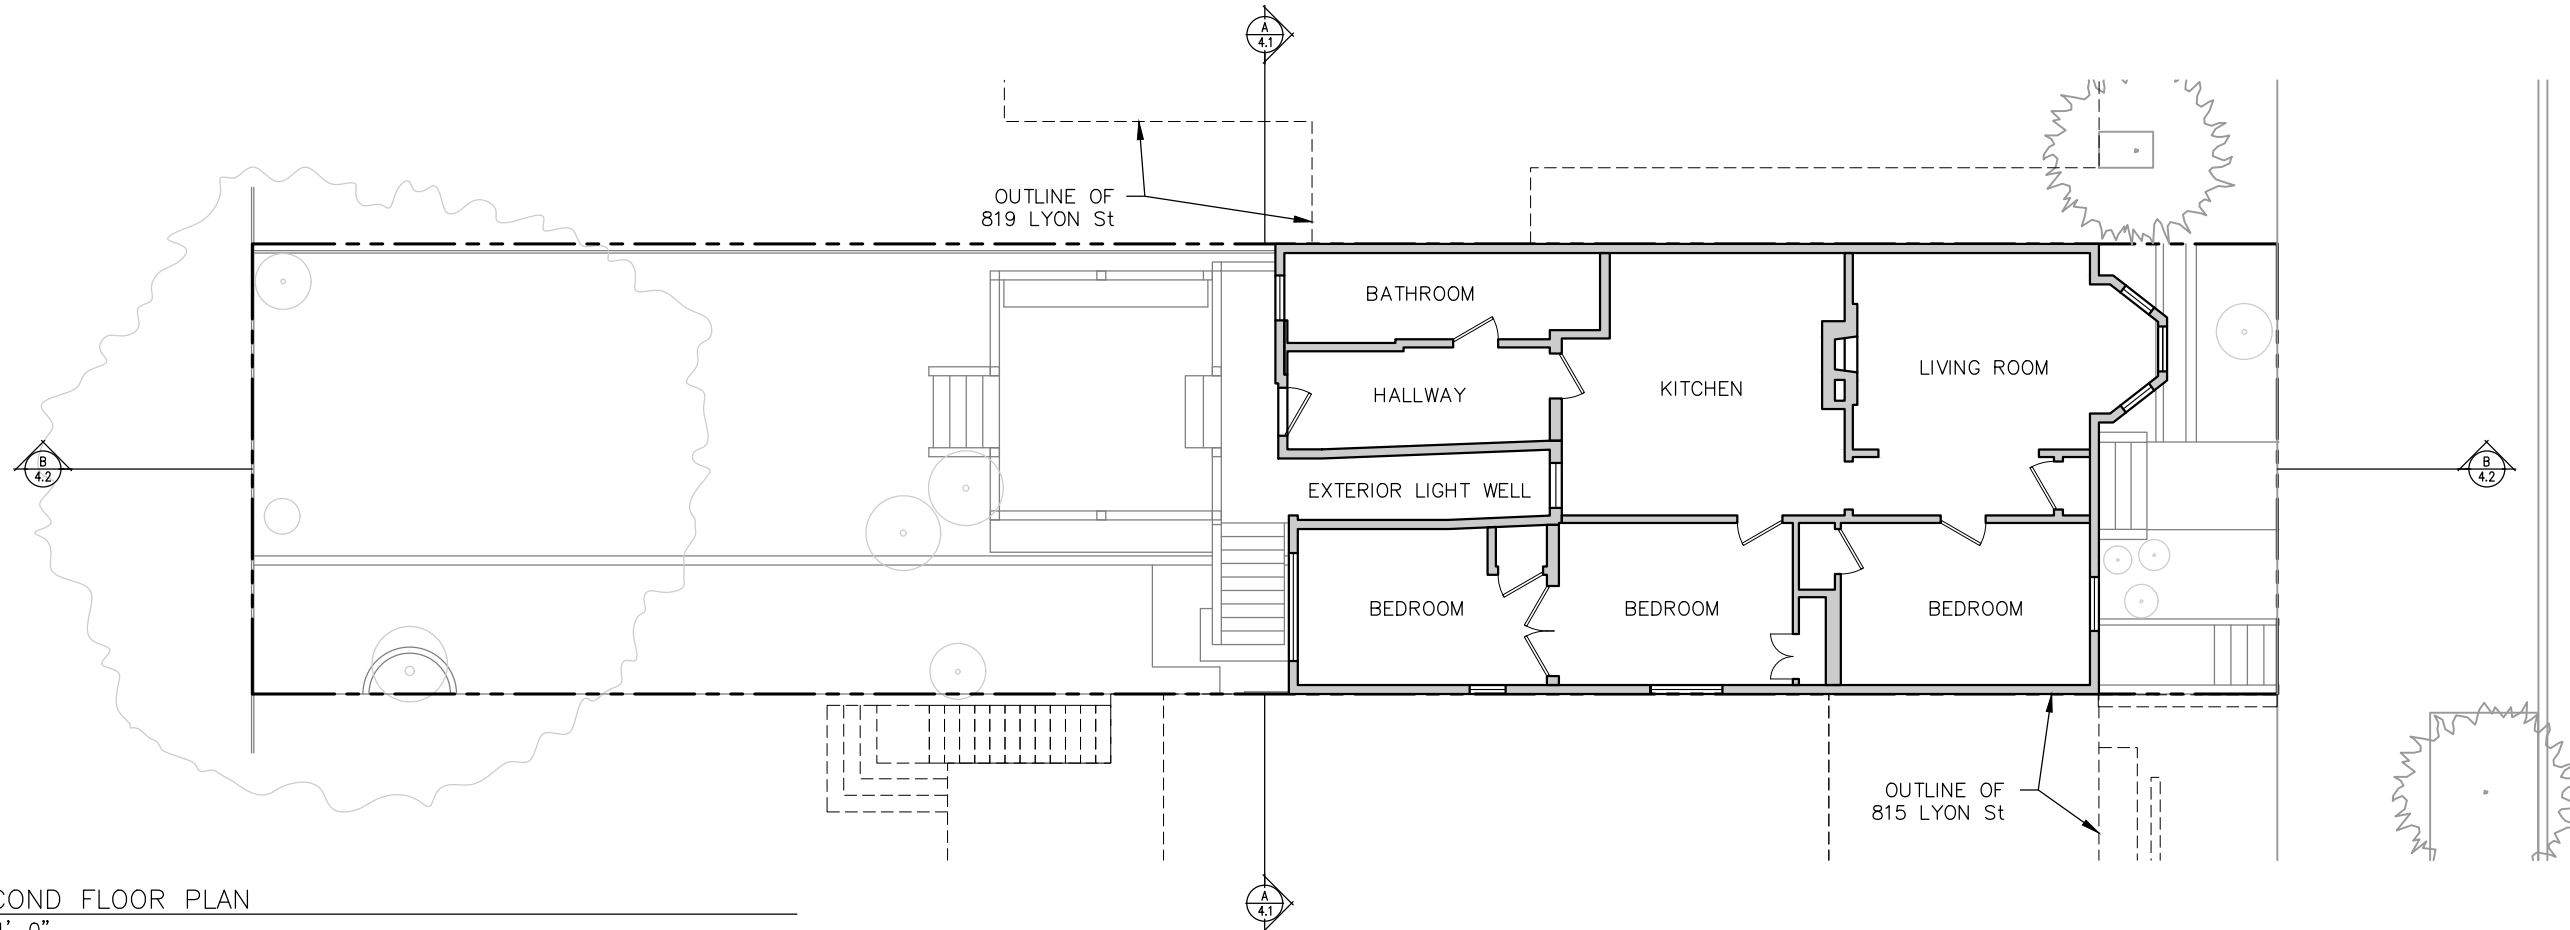 A
4.1
OUTLINE OF
819 LYON St
BATHROOM
LIVING ROOM
HALLWAY
KITCHEN
B
4.2
B
4.2
EXTERIOR LIGHT WELL
BEDROOM
BEDROOM
BEDROOM
OUTLINE OF
815 LYON St
COND FLOOR PLAN
A
4.1
0"